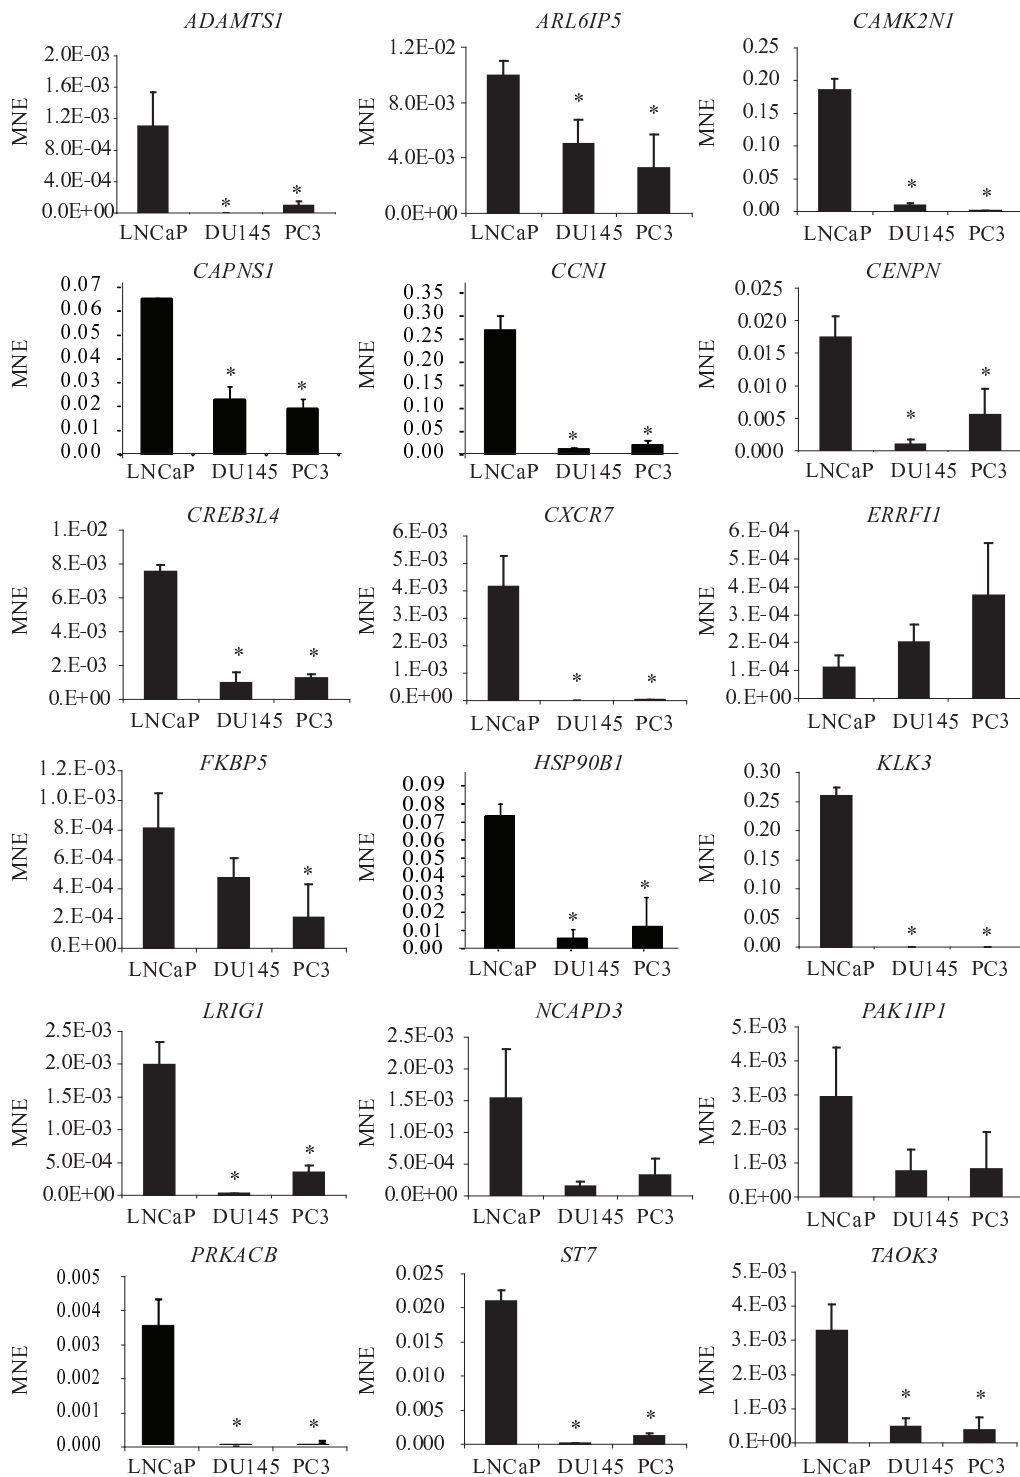 ADAMTS1
MNE
2.0E-03
1.6E-03
1.2E-03
8.0E-04
4.0E-04
0.0E+00
*
*
LNCaP DU145 PC3
ARL6IP5
MNE
1.2E-02
8.0E-03
4.0E-03
0.0E+00
*
*
LNCaP DU145 PC3
CAMK2N1
MNE
0.25
0.20
0.15
0.10
0.05
0.00
*
*
LNCaP DU145 PC3
CAPNS1
MNE
0.07
0.06
0.05
0.04
0.03
0.02
0.01
0.00
*
*
LNCaP DU145 PC3
CCNI
MNE
0.35
0.30
0.25
0.20
0.15
0.10
0.05
0.00
*
*
LNCaP DU145 PC3
CENPN
MNE
0.025
0.020
0.015
0.010
0.005
0.000
*
*
LNCaP DU145 PC3
CREB3L4
MNE
1.E-02
8.E-03
6.E-03
4.E-03
2.E-03
0.E+00
*
*
LNCaP DU145 PC3
CXCR7
MNE
6.E-03
5.E-03
4.E-03
3.E-03
2.E-03
1.E-03
0.E+00
*
*
LNCaP DU145 PC3
ERRFI1
MNE
6.E-04
5.E-04
4.E-04
3.E-04
2.E-04
1.E-04
0.E+00
LNCaP DU145 PC3
FKBP5
MNE
1.2.E-03
1.0.E-03
8.E-04
6.E-04
4.E-04
2.E-04
0.E+00
*
LNCaP DU145 PC3
HSP90B1
MNE
0.09
0.08
0.07
0.06
0.05
0.04
0.03
0.02
0.01
0.00
*
*
LNCaP DU145 PC3
KLK3
MNE
0.30
0.25
0.20
0.15
0.10
0.05
0.00
*
*
LNCaP DU145 PC3
LRIG1
MNE
2.5E-03
2.0E-03
1.5E-03
1.0E-03
5.0E-04
0.0E+00
*
*
LNCaP DU145 PC3
NCAPD3
MNE
2.5E-03
2.0E-03
1.5E-03
1.0E-03
5.0E-04
0.0E+00
LNCaP DU145 PC3
PAK1IP1
MNE
5.E-03
4.E-03
3.E-03
2.E-03
1.E-03
0.E+00
LNCaP DU145 PC3
PRKACB
MNE
0.005
0.004
0.003
0.002
0.001
0.000
*
*
LNCaP DU145 PC3
ST7
MNE
0.025
0.020
0.015
0.010
0.005
0.000
*
*
LNCaP DU145 PC3
TAOK3
MNE
5.E-03
4.E-03
3.E-03
2.E-03
1.E-03
0.E+00
*
*
LNCaP DU145 PC3